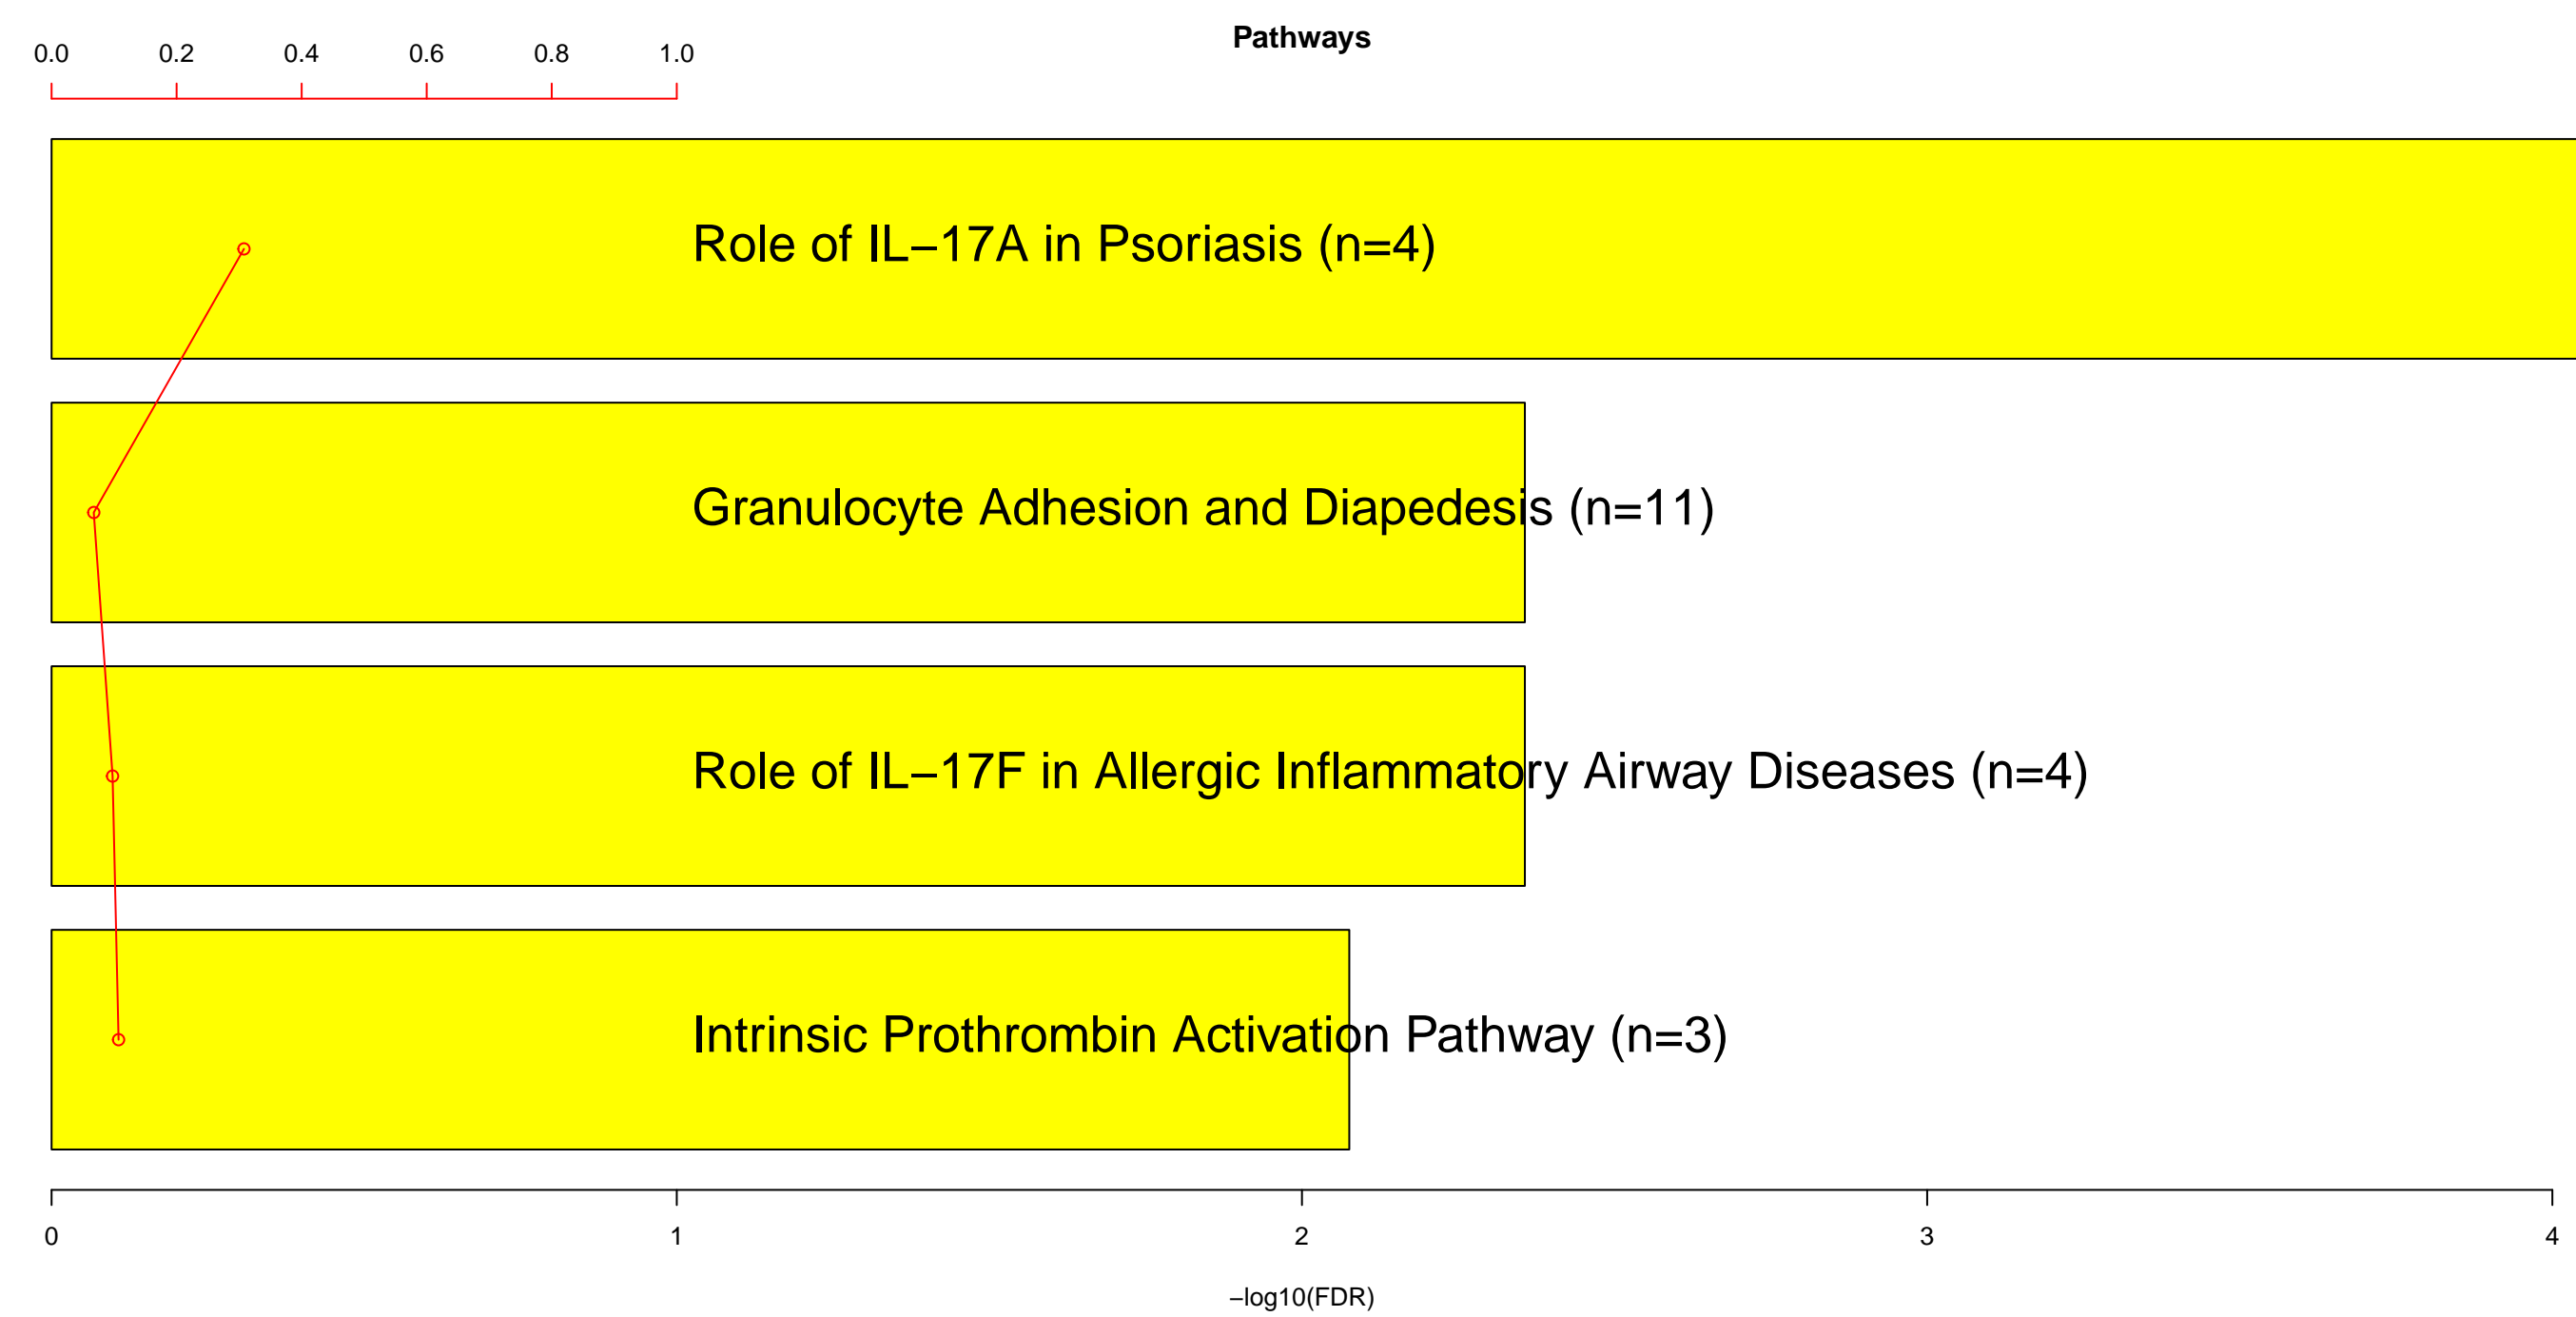 Pathways
0.0 0.2 0.4 0.6 0.8 1.0
Role of IL−17A in Psoriasis (n=4)
Granulocyte Adhesion and Diapedesis (n=11)
Role of IL−17F in Allergic Inflammatory Airway Diseases (n=4)
Intrinsic Prothrombin Activation Pathway (n=3)
0 1 2 3 4
−log10(FDR)